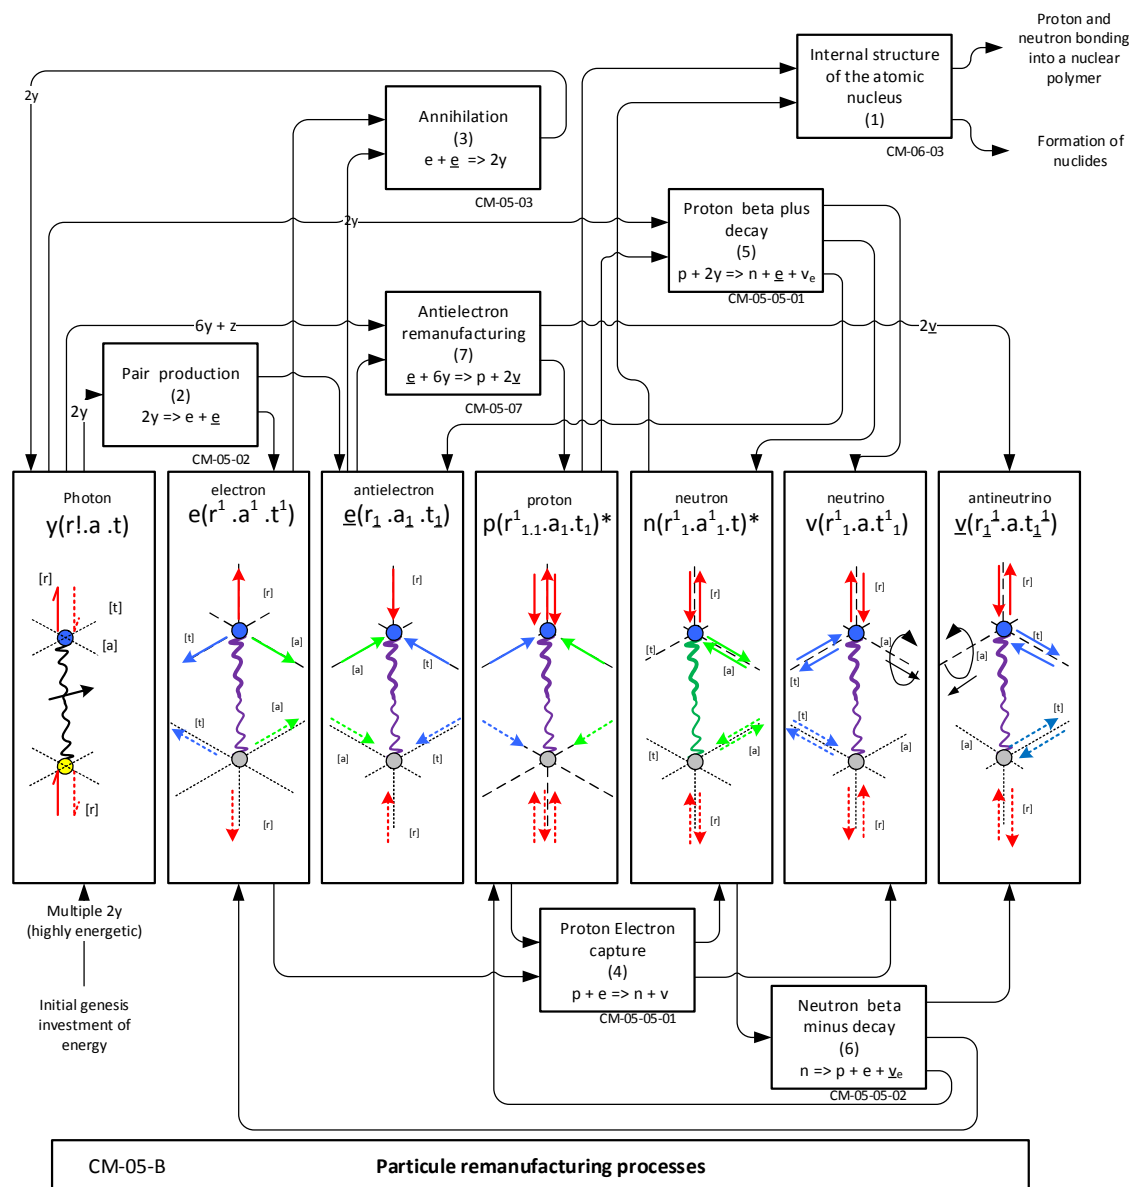 Proton and
neutron bonding
into a nuclear
polymer
Internal structure
of the atomic
nucleus
(1)
CM-06-03
Formation of
nuclides
2y
Annihilation
(3)
e + e => 2y
CM-05-03
2y
Proton beta plus
decay
(5)
p + 2y => n + e + vₑ
CM-05-05-01
6y + z
Antielectron
remanufacturing
(7)
e + 6y => p + 2v
CM-05-07
2v
2y
Pair production
(2)
2y => e + e
CM-05-02
Photon
y(r!.a .t)
[r]
[t]
[a]
[r]
electron
e(r¹ .a¹ .t¹)
[r]
[t]
[a]
[t]
[a]
[r]
antielectron
e(r₁ .a₁ .t₁)
[r]
[a]
[t]
[a]
[t]
[r]
proton
p(r¹₁.₁.a₁.t₁)*
neutron
n(r¹₁.a¹₁.t)*
[r]
[t]
[a]
[t]
[a]
[r]
neutrino
v(r¹₁.a.t¹₁)
[r]
[a]
[t]
[a]
[t]
[r]
antineutrino
v(r₁¹.a.t₁¹)
[r]
[a]
[t]
[a]
[t]
[r]
Multiple 2y
(highly energetic)
Initial genesis
investment of
energy
Proton Electron
capture
(4)
p + e => n + v
CM-05-05-01
Neutron beta
minus decay
(6)
n => p + e + vₑ
CM-05-05-02
CM-05-B
Particule remanufacturing processes